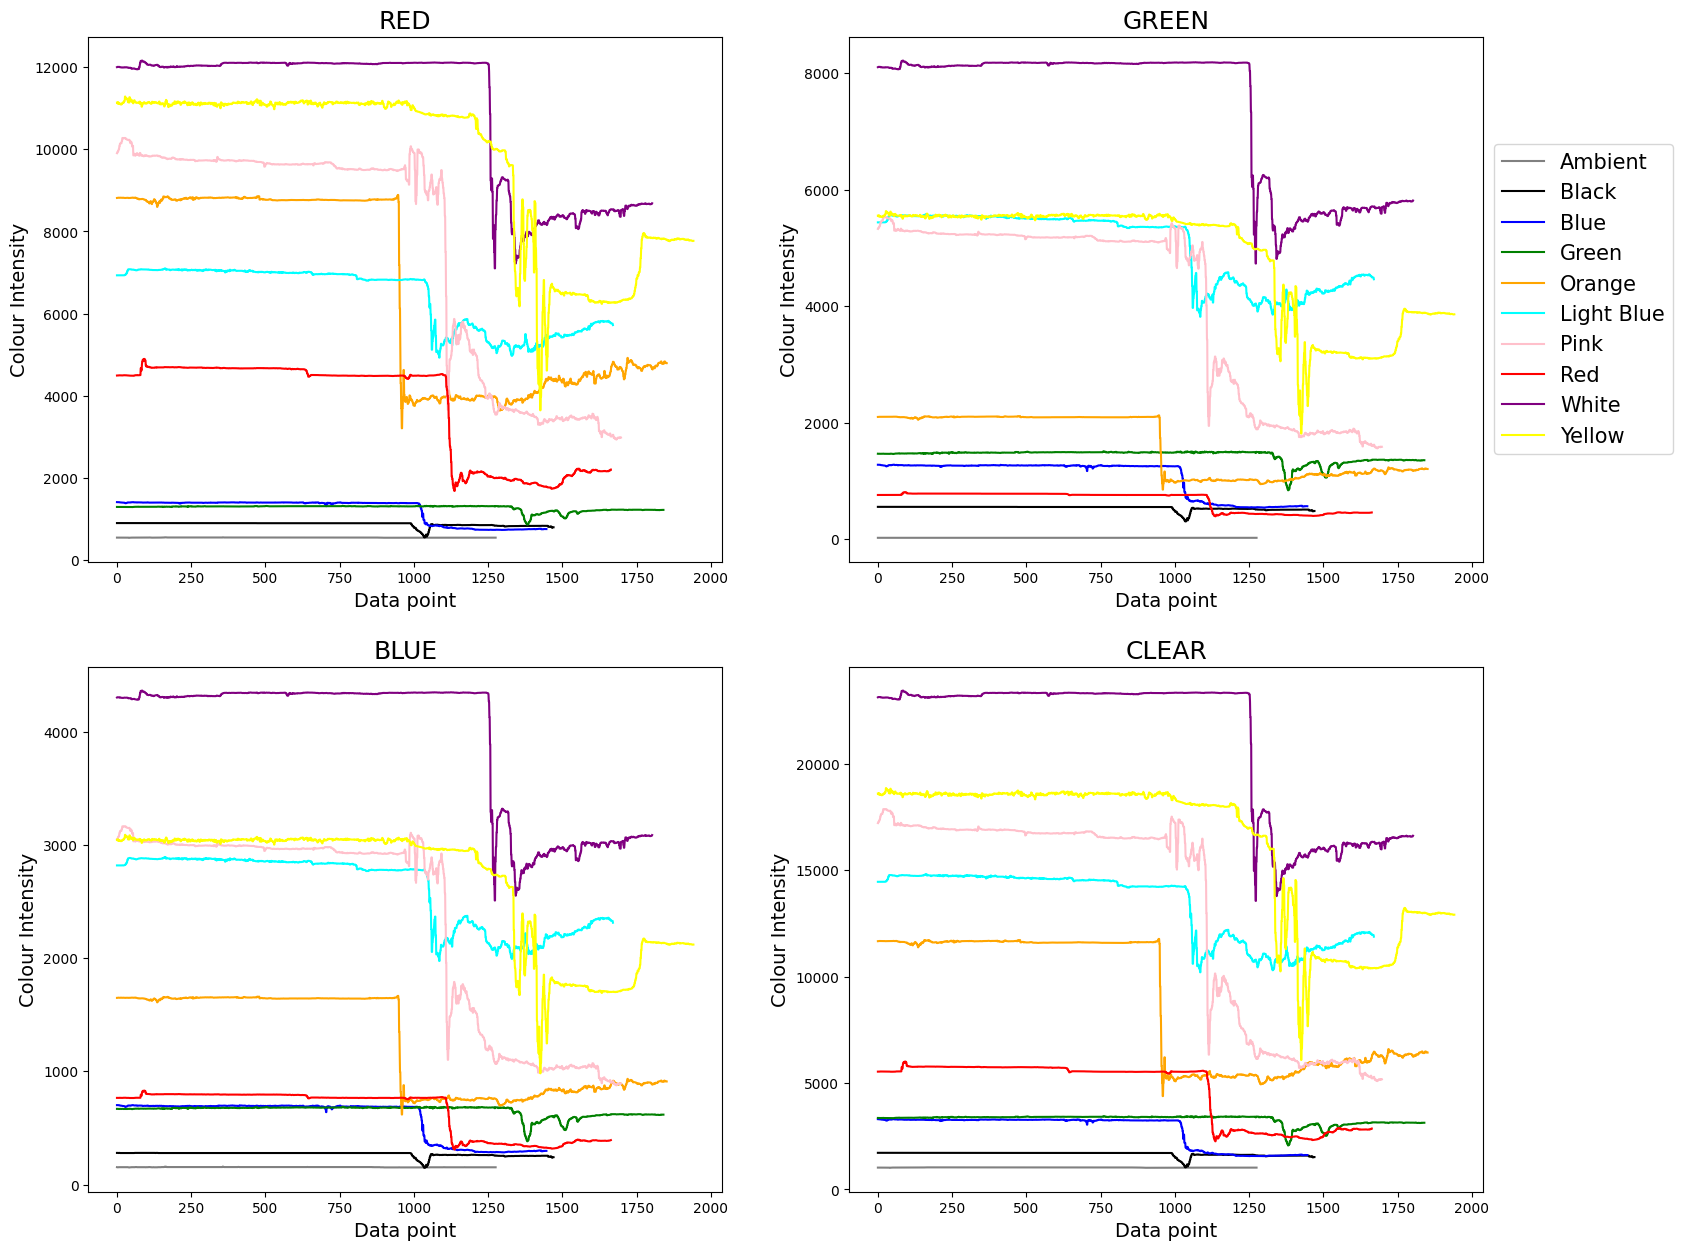 RED
12000
10000
8000
6000
4000
2000
0
Colour Intensity
0 250 500 750 1000 1250 1500 1750 2000
Data point
GREEN
8000
6000
4000
2000
0
Colour Intensity
0 250 500 750 1000 1250 1500 1750 2000
Data point
Ambient
Black
Blue
Green
Orange
Light Blue
Pink
Red
White
Yellow
BLUE
4000
3000
2000
1000
0
Colour Intensity
0 250 500 750 1000 1250 1500 1750 2000
Data point
CLEAR
20000
15000
10000
5000
0
Colour Intensity
0 250 500 750 1000 1250 1500 1750 2000
Data point